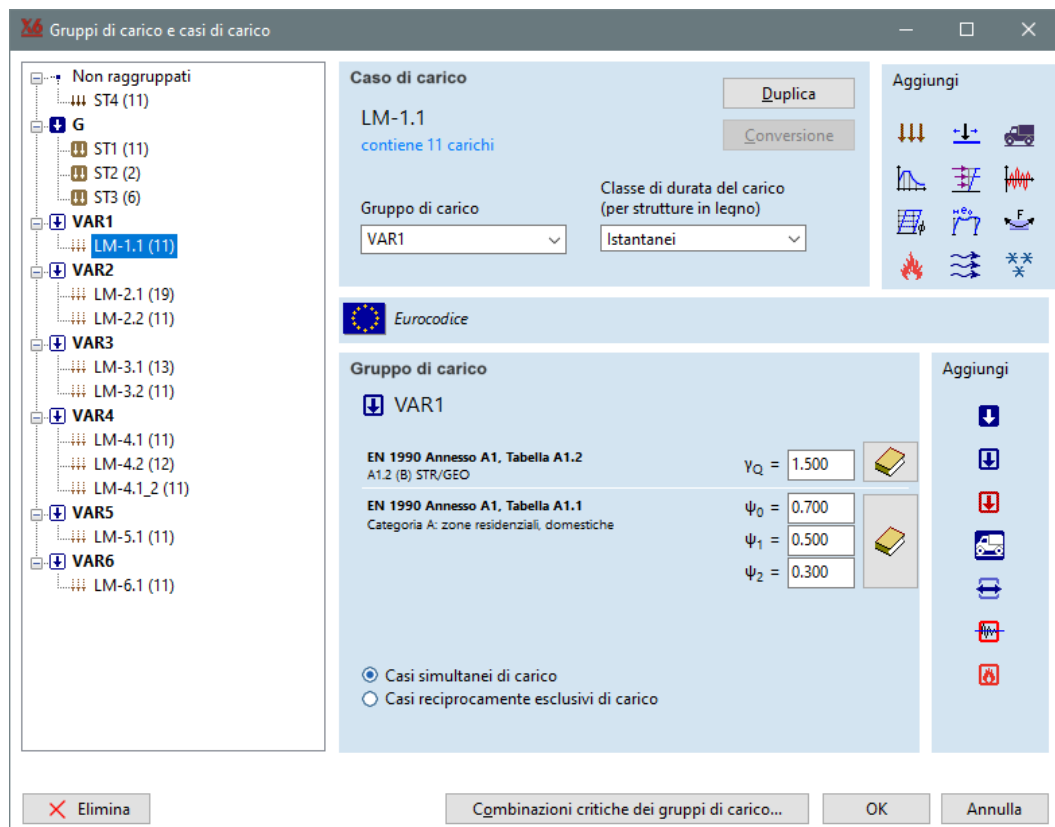 X6 Gruppi di carico e casi di carico
Non raggruppati
ST4 (11)
G
ST1 (11)
ST2 (2)
ST3 (6)
VAR1
LM-1.1 (11)
VAR2
LM-2.1 (19)
LM-2.2 (11)
VAR3
LM-3.1 (13)
LM-3.2 (11)
VAR4
LM-4.1 (11)
LM-4.2 (12)
LM-4.1_2 (11)
VAR5
LM-5.1 (11)
VAR6
LM-6.1 (11)
Caso di carico
LM-1.1
contiene 11 carichi
Duplica
Conversione
Gruppo di carico
VAR1
Classe di durata del carico
(per strutture in legno)
Istantanei
Aggiungi
Eurocodice
Gruppo di carico
VAR1
EN 1990 Annesso A1, Tabella A1.2
A1.2 (B) STR/GEO
γQ = 1.500
EN 1990 Annesso A1, Tabella A1.1
Categoria A: zone residenziali, domestiche
ψ0 = 0.700
ψ1 = 0.500
ψ2 = 0.300
Casi simultanei di carico
Casi reciprocamente esclusivi di carico
Aggiungi
Elimina
Combinazioni critiche dei gruppi di carico...
OK
Annulla